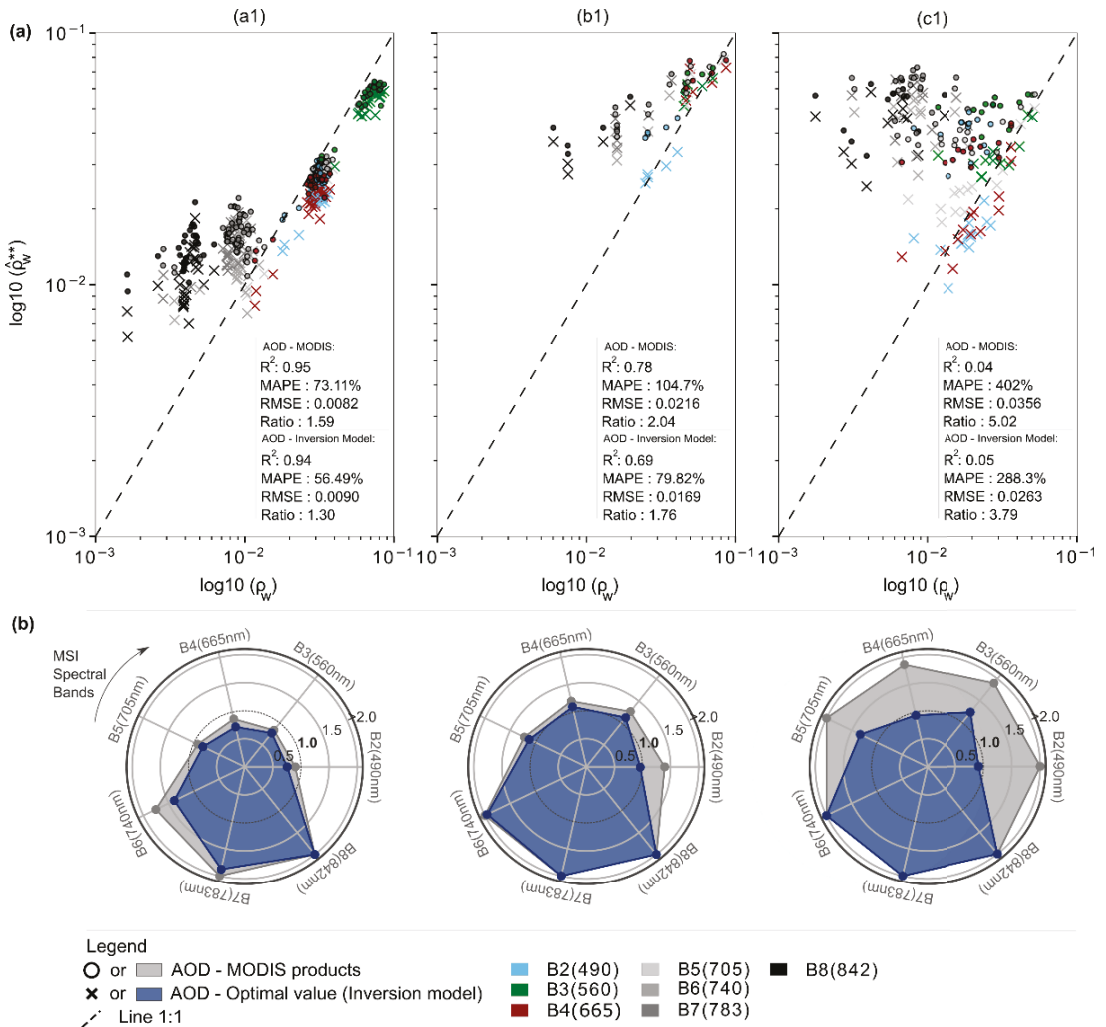 (a)
(a1)
(b1)
(c1)
10⁻¹
10⁻²
10⁻³
log10 (ρ̂w**)
AOD - MODIS:
R²: 0.95
MAPE : 73.11%
RMSE : 0.0082
Ratio : 1.59
AOD - Inversion Model:
R²: 0.94
MAPE : 56.49%
RMSE : 0.0090
Ratio : 1.30
AOD - MODIS:
R²: 0.78
MAPE : 104.7%
RMSE : 0.0216
Ratio : 2.04
AOD - Inversion Model:
R²: 0.69
MAPE : 79.82%
RMSE : 0.0169
Ratio : 1.76
AOD - MODIS:
R²: 0.04
MAPE : 402%
RMSE : 0.0356
Ratio : 5.02
AOD - Inversion Model:
R²: 0.05
MAPE : 288.3%
RMSE : 0.0263
Ratio : 3.79
10⁻³ 10⁻² 10⁻¹
10⁻³ 10⁻² 10⁻¹
10⁻² 10⁻¹
log10 (ρw)
log10 (ρw)
log10 (ρw)
(b)
MSI
Spectral
Bands
B4(665nm)
B3(560nm)
B5(705nm)
B2(490nm)
B6(740nm)
B7(783nm)
B8(842nm)
0.5 1.0 1.5 >2.0
B4(665nm)
B3(560nm)
B5(705nm)
B2(490nm)
B6(740nm)
B7(783nm)
B8(842nm)
0.5 1.0 1.5 >2.0
B4(665nm)
B3(560nm)
B5(705nm)
B2(490nm)
B6(740nm)
B7(783nm)
B8(842nm)
0.5 1.0 1.5 >2.0
Legend
or AOD - MODIS products
or AOD - Optimal value (Inversion model)
Line 1:1
B2(490)
B3(560)
B4(665)
B5(705)
B6(740)
B7(783)
B8(842)